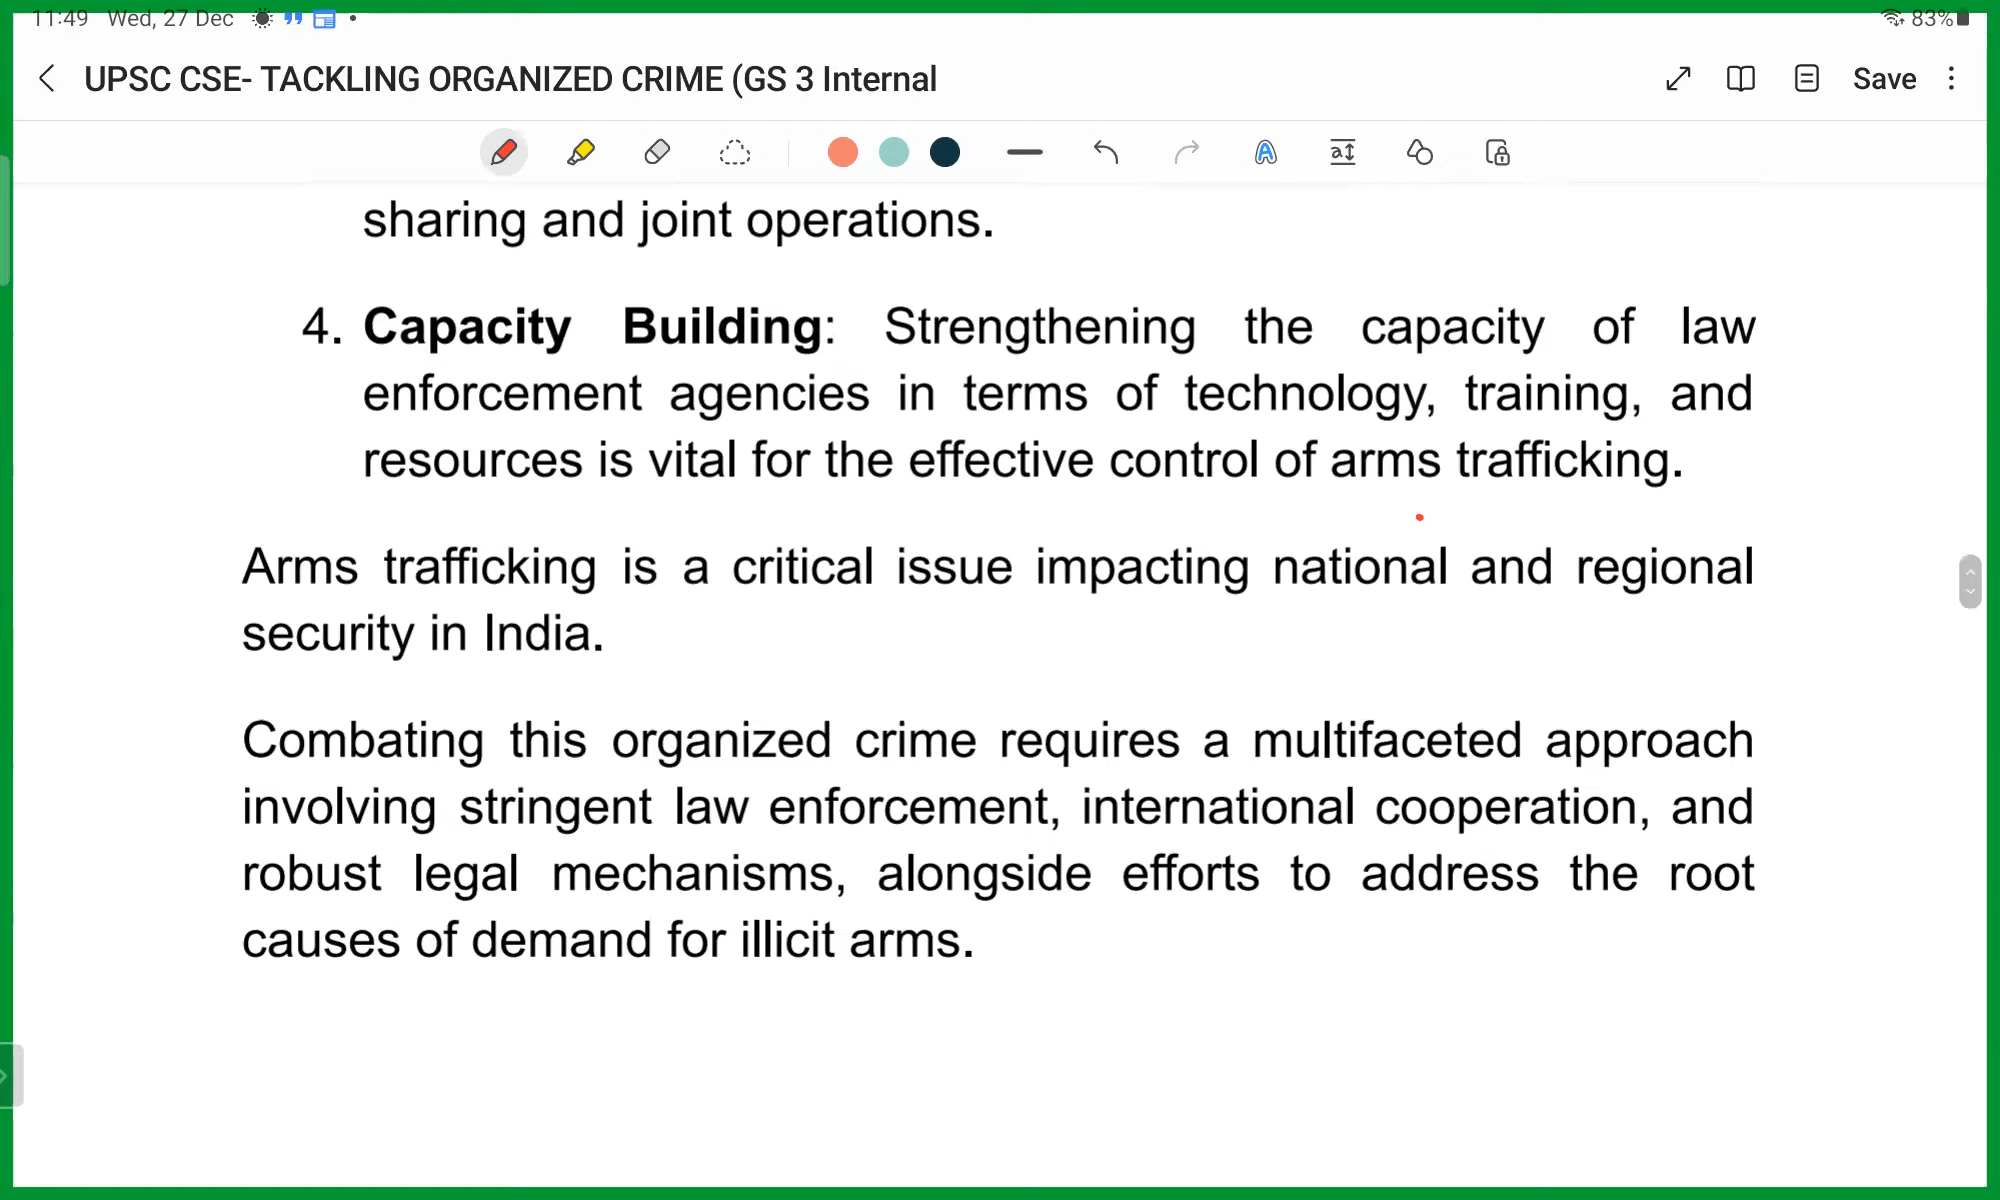 11:49 Wed, 27 Dec 83%
UPSC CSE- TACKLING ORGANIZED CRIME (GS 3 Internal
Save
sharing and joint operations.
4. Capacity Building: Strengthening the capacity of law
enforcement agencies in terms of technology, training, and
resources is vital for the effective control of arms trafficking.
Arms trafficking is a critical issue impacting national and regional
security in India.
Combating this organized crime requires a multifaceted approach
involving stringent law enforcement, international cooperation, and
robust legal mechanisms, alongside efforts to address the root
causes of demand for illicit arms.